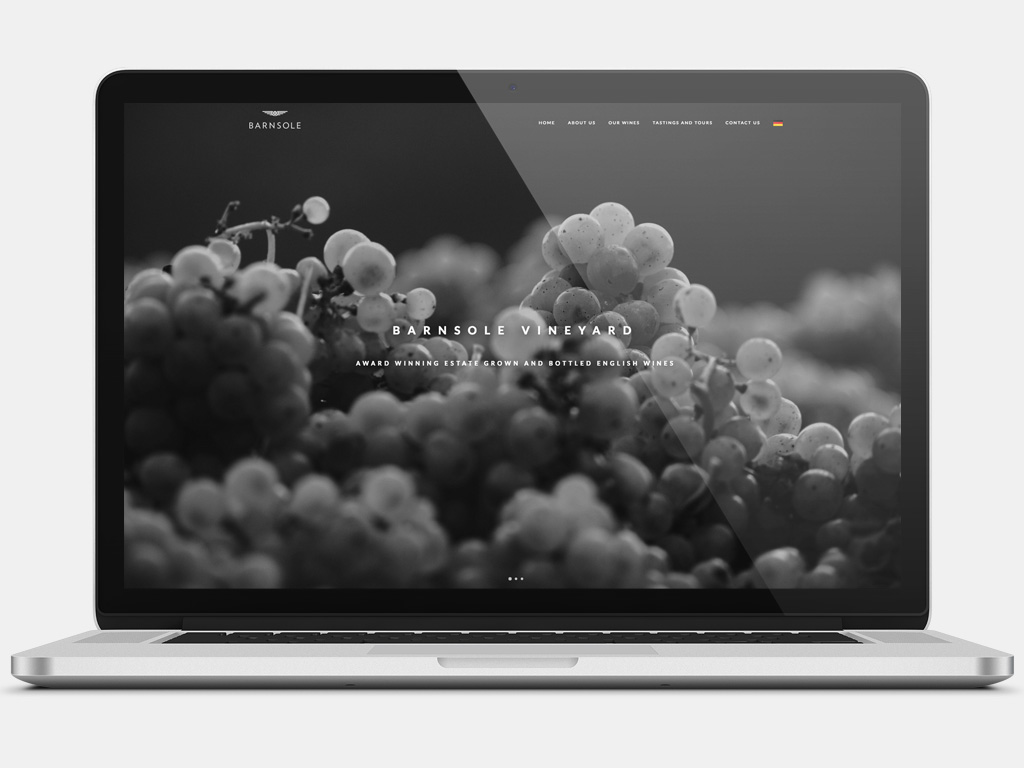 BARNSOLE
HOME ABOUT US OUR WINES TASTINGS AND TOURS CONTACT US
BARNSOLE VINEYARD
AWARD WINNING ESTATE GROWN AND BOTTLED ENGLISH WINES